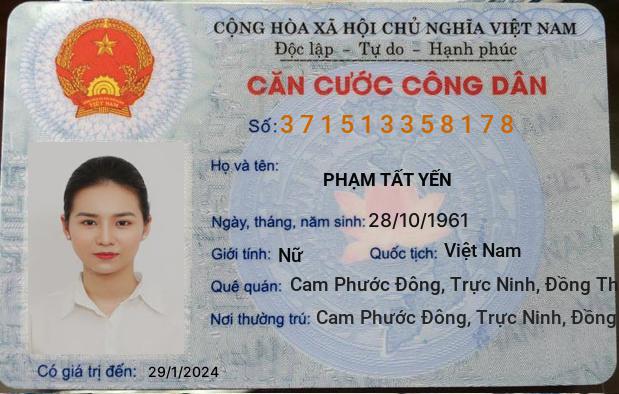 CỘNG HÒA XÃ HỘI CHỦ NGHĨA VIỆT NAM
Độc lập - Tự do - Hạnh phúc
CĂN CƯỚC CÔNG DÂN
Số: 371513358178
Họ và tên:
PHẠM TẤT YẾN
Ngày, tháng, năm sinh: 28/10/1961
Giới tính: Nữ Quốc tịch: Việt Nam
Quê quán: Cam Phước Đông, Trực Ninh, Đồng Th
Nơi thường trú: Cam Phước Đông, Trực Ninh, Đồng
Có giá trị đến: 29/1/2024
VIỆT NAM